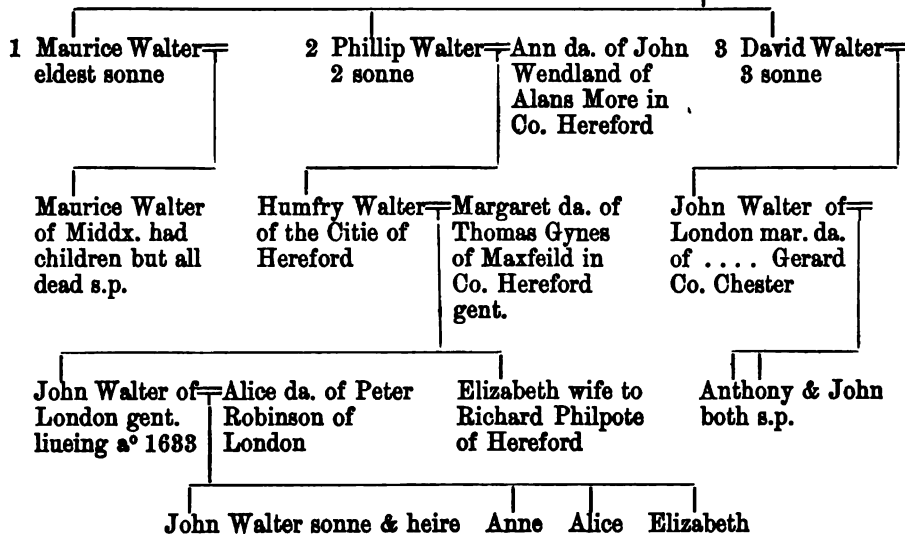 1 Maurice Walter
eldest sonne
2 Phillip Walter
2 sonne
Ann da. of John
Wendland of
Alans More in
Co. Hereford
3 David Walter
3 sonne
Maurice Walter
of Middx. had
children but all
dead s.p.
Humfry Walter
of the Citie of
Hereford
Margaret da. of
Thomas Gynes
of Maxfeild in
Co. Hereford
gent.
John Walter of
London mar. da.
of .... Gerard
Co. Chester
John Walter of
London gent.
liueing aº 1633
Alice da. of Peter
Robinson of
London
Elizabeth wife to
Richard Philpote
of Hereford
Anthony & John
both s.p.
John Walter sonne & heire Anne Alice Elizabeth